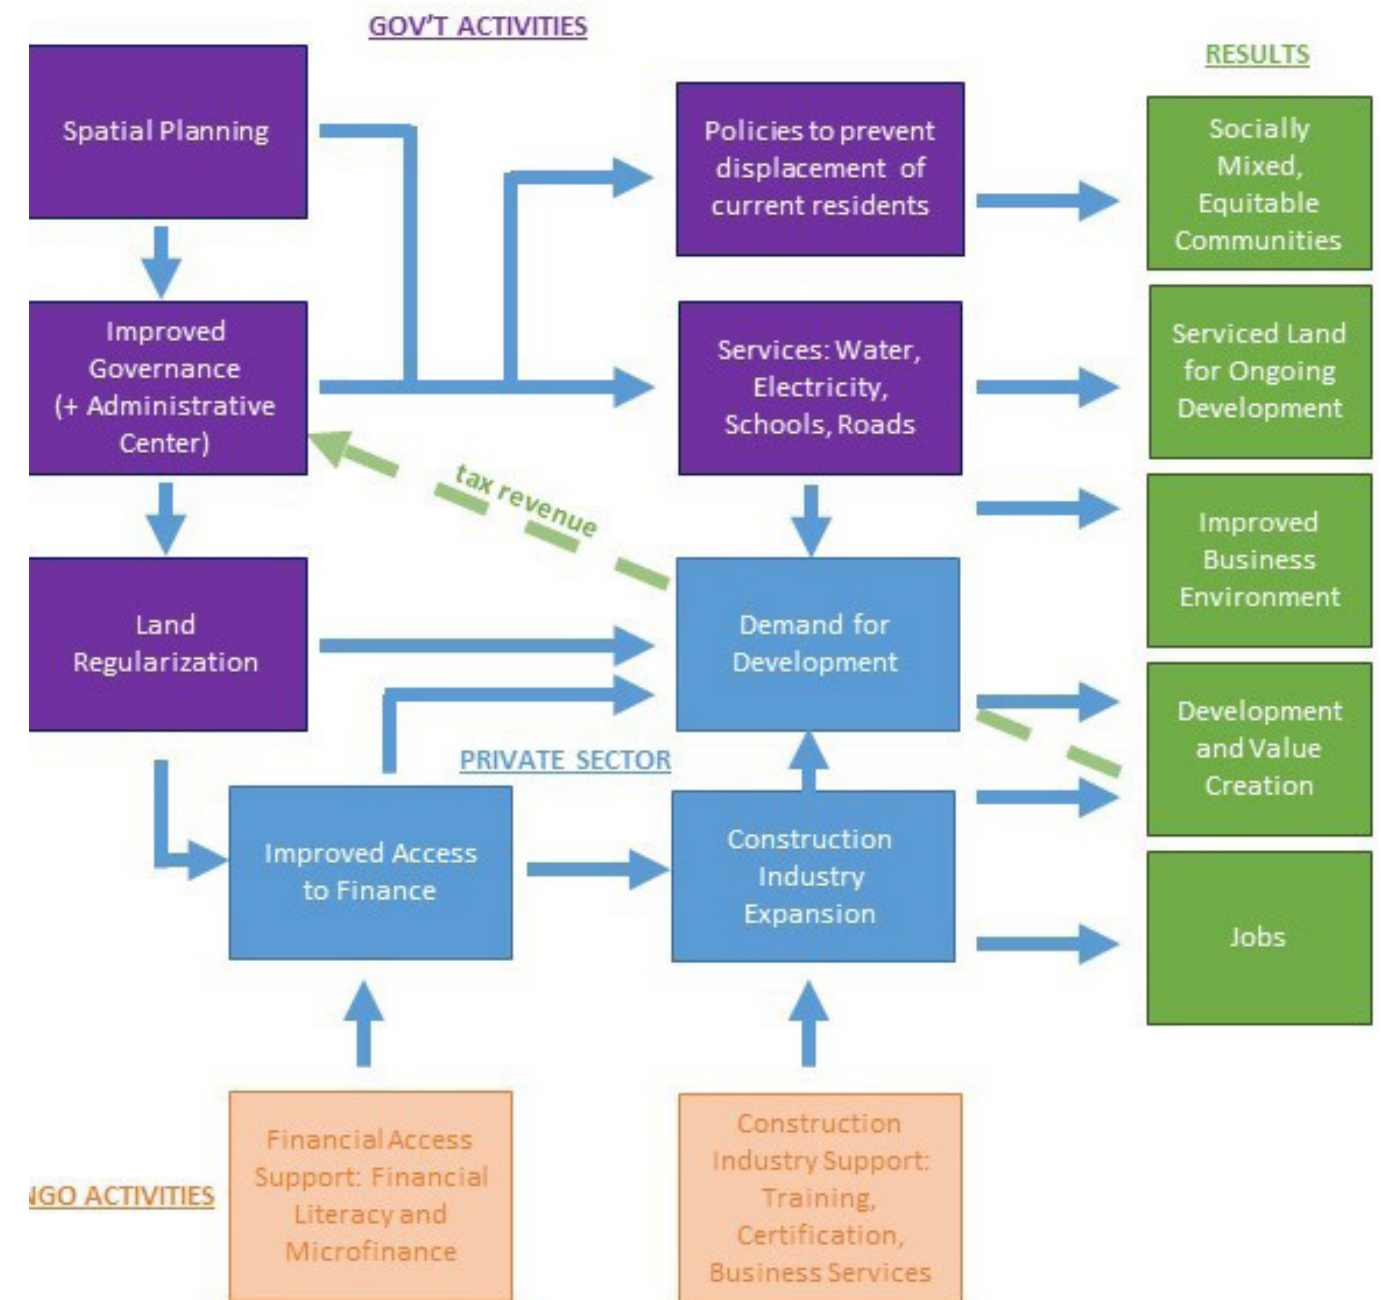 GOV'T ACTIVITIES
RESULTS
Spatial Planning
Policies to prevent
displacement of
current residents
Socially
Mixed,
Equitable
Communities
Improved
Governance
(+ Administrative
Center)
Services: Water,
Electricity,
Schools, Roads
Serviced Land
for Ongoing
Development
tax revenue
Improved
Business
Environment
Land
Regularization
Demand for
Development
Development
and Value
Creation
PRIVATE SECTOR
Improved Access
to Finance
Construction
Industry
Expansion
Jobs
NGO ACTIVITIES
Financial Access
Support: Financial
Literacy and
Microfinance
Construction
Industry Support:
Training,
Certification,
Business Services